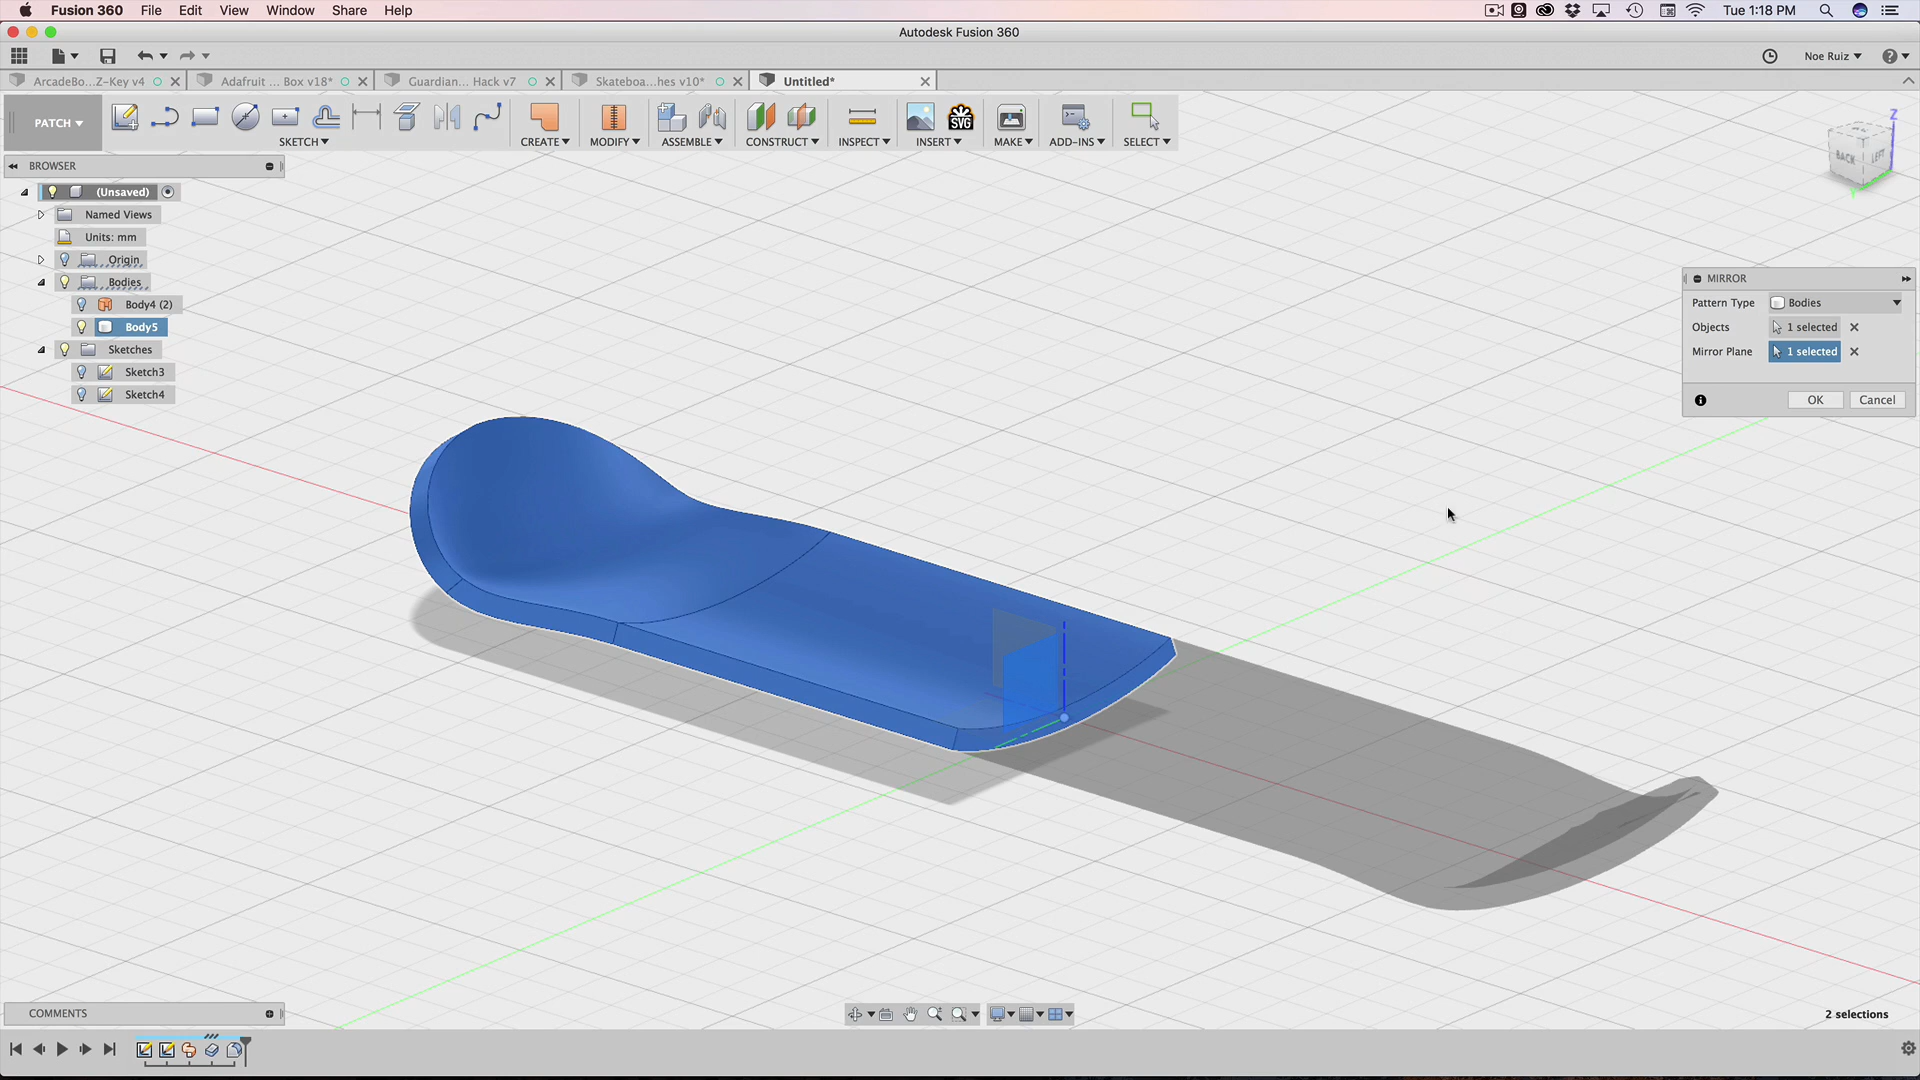 Fusion 360 File Edit View Window Share Help Tue 1:18 PM
Autodesk Fusion 360
Noe Ruiz
ArcadeBo...Z-Key v4 Adafruit ... Box v18* Guardian... Hack v7 Skateboa...hes v10* Untitled*
PATCH SKETCH CREATE MODIFY ASSEMBLE CONSTRUCT INSPECT INSERT MAKE ADD-INS SELECT
SVG
Z
BACK LEFT
Y
BROWSER
(Unsaved)
Named Views
Units: mm
Origin
Bodies
Body4 (2)
Body5
Sketches
Sketch3
Sketch4
MIRROR
Pattern Type Bodies
Objects 1 selected
Mirror Plane 1 selected
OK Cancel
COMMENTS
2 selections